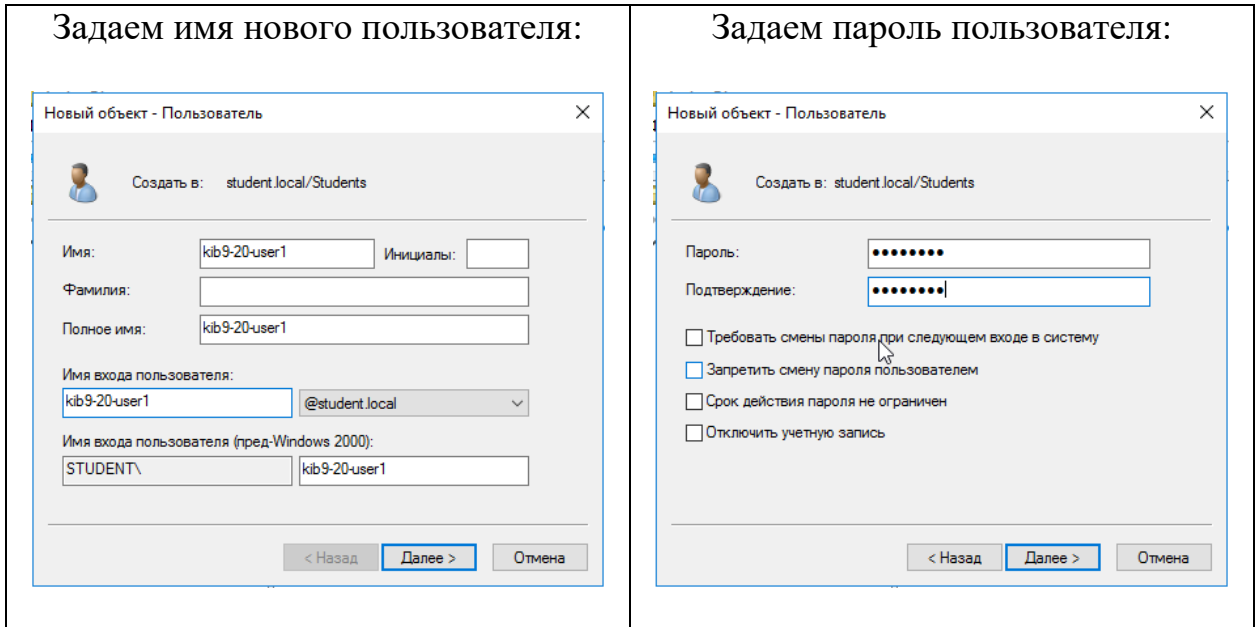 Задаем имя нового пользователя:
Новый объект - Пользователь
Создать в: student.local/Students
Имя: kib9-20-user1 Инициалы:
Фамилия:
Полное имя: kib9-20-user1
Имя входа пользователя:
kib9-20-user1 @student.local
Имя входа пользователя (пред-Windows 2000):
STUDENT\ kib9-20-user1
< Назад Далее > Отмена
Задаем пароль пользователя:
Новый объект - Пользователь
Создать в: student.local/Students
Пароль: ●●●●●●●●
Подтверждение: ●●●●●●●●
Требовать смены пароля при следующем входе в систему
Запретить смену пароля пользователем
Срок действия пароля не ограничен
Отключить учетную запись
< Назад Далее > Отмена